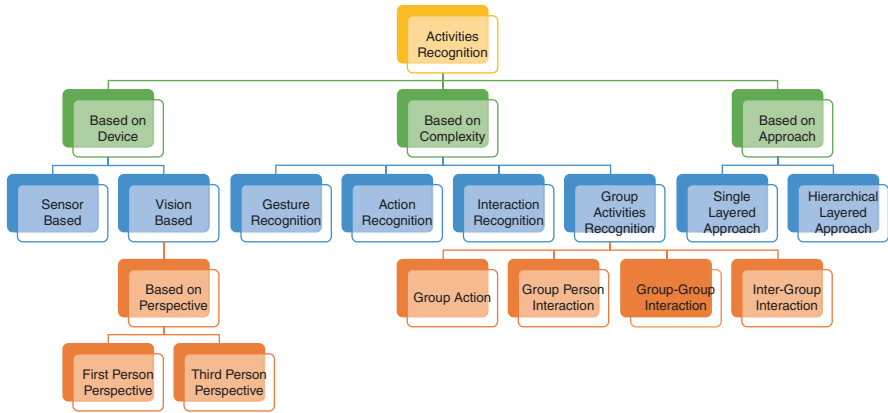 Activities
Recognition
Based on
Device
Based on
Complexity
Based on
Approach
Sensor
Based
Vision
Based
Gesture
Recognition
Action
Recognition
Interaction
Recognition
Group
Activities
Recognition
Single
Layered
Approach
Hierarchical
Layered
Approach
Based on
Perspective
Group Action
Group Person
Interaction
Group-Group
Interaction
Inter-Group
Interaction
First Person
Perspective
Third Person
Perspective